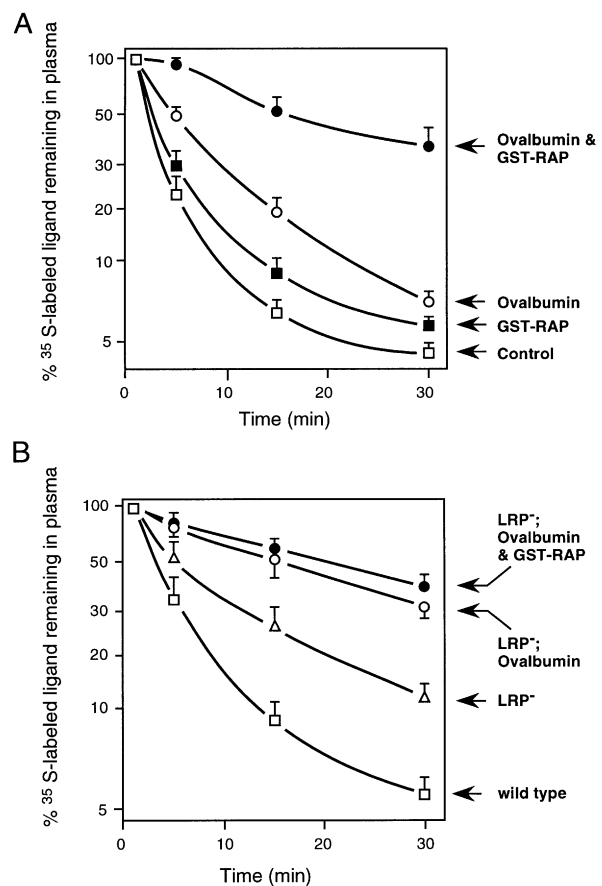 A
% 35 S-labeled ligand remaining in plasma
100
50
30
20
10
5
0
10
20
30
Time (min)
Ovalbumin &
GST-RAP
Ovalbumin
GST-RAP
Control
B
% 35 S-labeled ligand remaining in plasma
100
50
30
20
10
5
0
10
20
30
Time (min)
LRP-;
Ovalbumin
& GST-RAP
LRP-;
Ovalbumin
LRP-
wild type